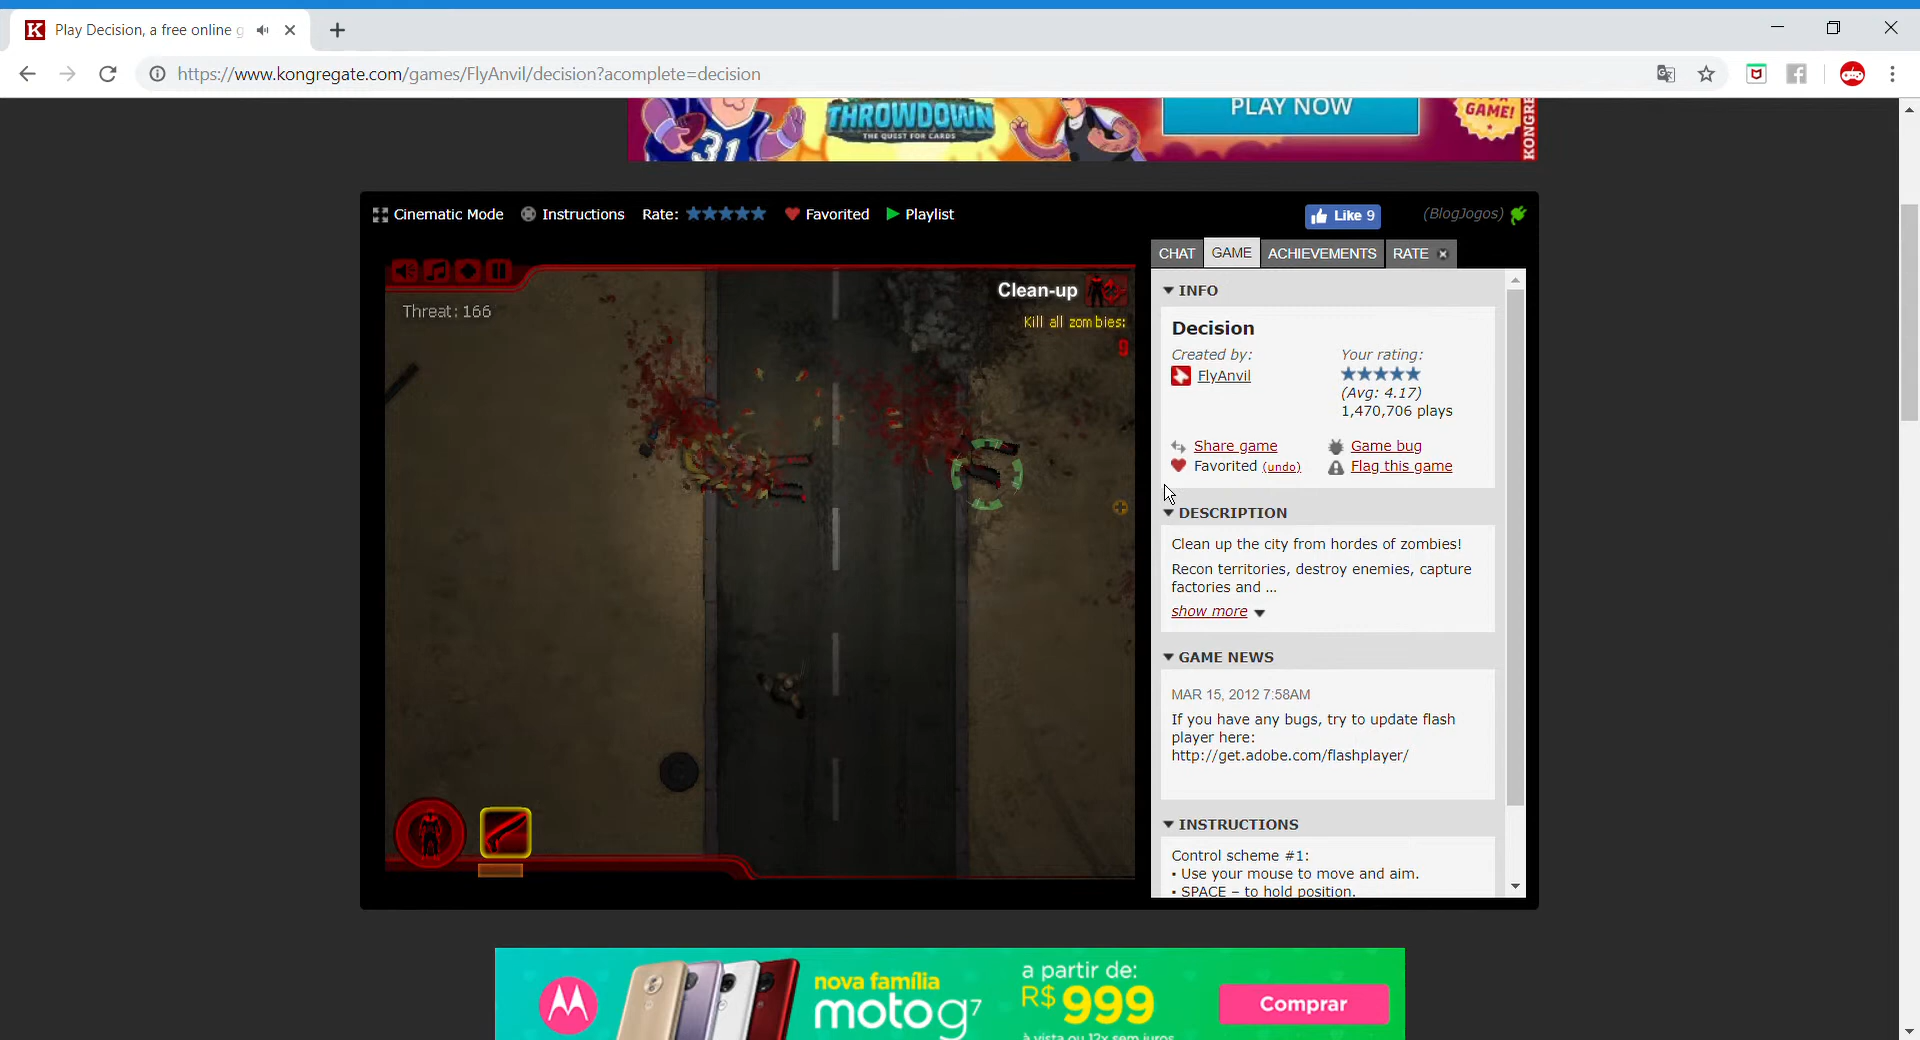 Play Decision, a free online g
https://www.kongregate.com/games/FlyAnvil/decision?acomplete=decision
31
THROWDOWN
THE QUEST FOR CARDS
PLAY NOW
GAME!
KONGRE
Cinematic Mode
Instructions
Rate:
Favorited
Playlist
Like 9
(BlogJogos)
CHAT
GAME
ACHIEVEMENTS
RATE
Threat: 166
Clean-up
Kill all zombies:
9
INFO
Decision
Created by:
FlyAnvil
Your rating:
(Avg: 4.17)
1,470,706 plays
Share game
Game bug
Favorited (undo)
Flag this game
DESCRIPTION
Clean up the city from hordes of zombies!
Recon territories, destroy enemies, capture
factories and ...
show more
GAME NEWS
MAR 15, 2012 7:58AM
If you have any bugs, try to update flash
player here:
http://get.adobe.com/flashplayer/
INSTRUCTIONS
Control scheme #1:
• Use your mouse to move and aim.
• SPACE – to hold position.
nova família
moto g7
a partir de:
R$ 999
à vista ou 12x sem juros
Comprar